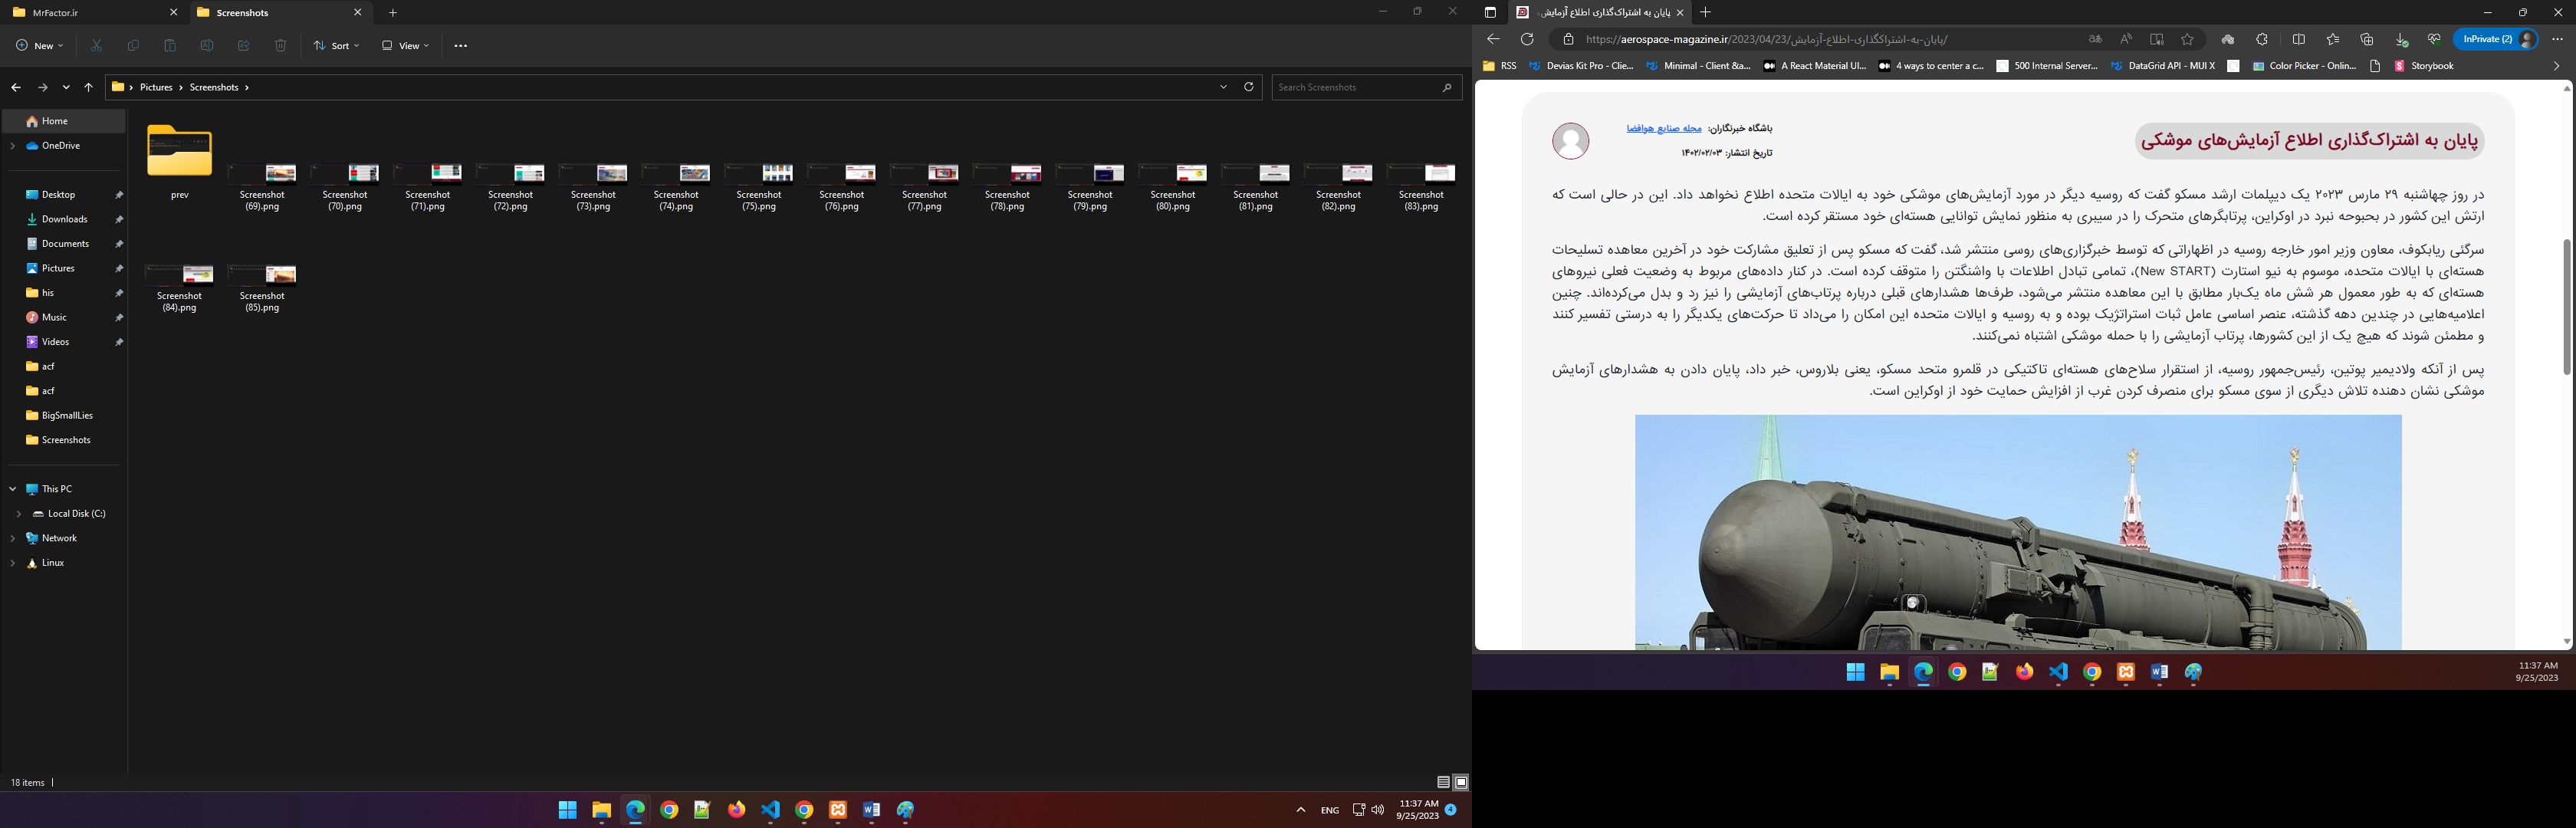 MrFactor.ir
Screenshots
New
Sort
View
Pictures
Screenshots
Search Screenshots
Home
OneDrive
Desktop
Downloads
Documents
Pictures
his
Music
Videos
acf
acf
BigSmallLies
Screenshots
This PC
Local Disk (C:)
Network
Linux
prev
Screenshot (69).png
Screenshot (70).png
Screenshot (71).png
Screenshot (72).png
Screenshot (73).png
Screenshot (74).png
Screenshot (75).png
Screenshot (76).png
Screenshot (77).png
Screenshot (78).png
Screenshot (79).png
Screenshot (80).png
Screenshot (81).png
Screenshot (82).png
Screenshot (83).png
Screenshot (84).png
Screenshot (85).png
18 items
ENG
11:37 AM
9/25/2023
4
پایان به اشتراک‌گذاری اطلاع آزمایش
https://aerospace-magazine.ir/2023/04/23/پایان-به-اشتراکگذاری-اطلاع-آزمایش/
InPrivate (2)
RSS
Devias Kit Pro - Clie...
Minimal - Client &a...
A React Material UI...
4 ways to center a c...
500 Internal Server...
DataGrid API - MUI X
Color Picker - Onlin...
Storybook
پایان به اشتراک‌گذاری اطلاع آزمایش‌های موشکی
باشگاه خبرنگاران: مجله صنایع هوافضا
تاریخ انتشار: ۱۴۰۲/۰۲/۰۳
در روز چهاشنبه ۲۹ مارس ۲۰۲۳ یک دیپلمات ارشد مسکو گفت که روسیه دیگر در مورد آزمایش‌های موشکی خود به ایالات متحده اطلاع نخواهد داد. این در حالی است که
ارتش این کشور در بحبوحه نبرد در اوکراین، پرتابگرهای متحرک را در سیبری به منظور نمایش توانایی هسته‌ای خود مستقر کرده است.
سرگئی ریابکوف، معاون وزیر امور خارجه روسیه در اظهاراتی که توسط خبرگزاری‌های روسی منتشر شد، گفت که مسکو پس از تعلیق مشارکت خود در آخرین معاهده تسلیحات
هسته‌ای با ایالات متحده، موسوم به نیو استارت (New START)، تمامی تبادل اطلاعات با واشنگتن را متوقف کرده است. در کنار داده‌های مربوط به وضعیت فعلی نیروهای
هسته‌ای که به طور معمول هر شش ماه یک‌بار مطابق با این معاهده منتشر می‌شود، طرف‌ها هشدارهای قبلی درباره پرتاب‌های آزمایشی را نیز رد و بدل می‌کرده‌اند. چنین
اعلامیه‌هایی در چندین دهه گذشته، عنصر اساسی عامل ثبات استراتژیک بوده و به روسیه و ایالات متحده این امکان را می‌داد تا حرکت‌های یکدیگر را به درستی تفسیر کنند
و مطمئن شوند که هیچ یک از این کشورها، پرتاب آزمایشی را با حمله موشکی اشتباه نمی‌کنند.
پس از آنکه ولادیمیر پوتین، رئیس‌جمهور روسیه، از استقرار سلاح‌های هسته‌ای تاکتیکی در قلمرو متحد مسکو، یعنی بلاروس، خبر داد، پایان دادن به هشدارهای آزمایش
موشکی نشان دهنده تلاش دیگری از سوی مسکو برای منصرف کردن غرب از افزایش حمایت خود از اوکراین است.
11:37 AM
9/25/2023